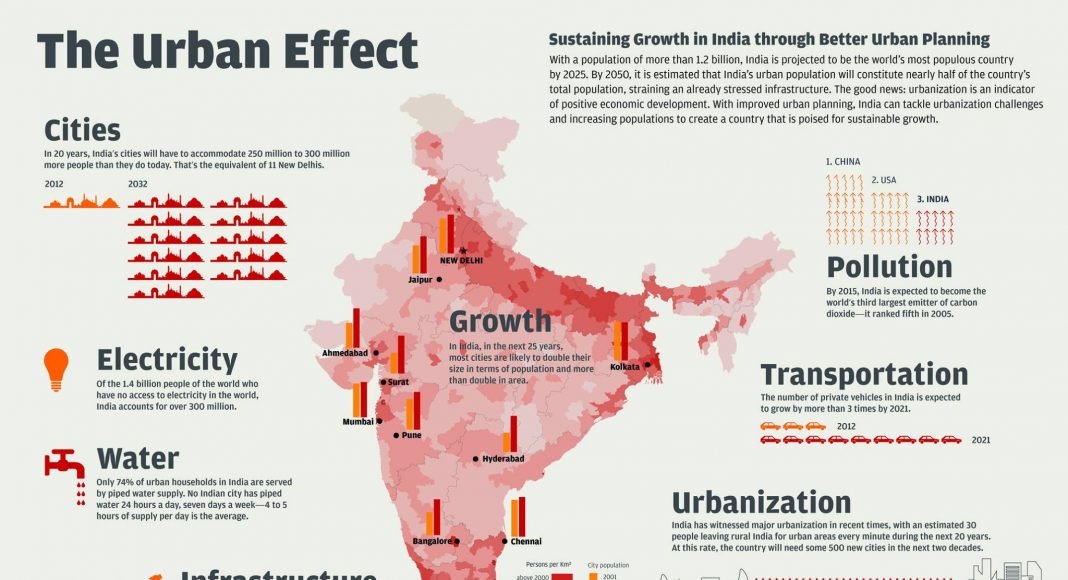 The Urban Effect
Sustaining Growth in India through Better Urban Planning
With a population of more than 1.2 billion, India is projected to be the world's most populous country
by 2025. By 2050, it is estimated that India's urban population will constitute nearly half of the country's
total population, straining an already stressed infrastructure. The good news: urbanization is an indicator
of positive economic development. With improved urban planning, India can tackle urbanization challenges
and increasing populations to create a country that is poised for sustainable growth.
Cities
In 20 years, India's cities will have to accommodate 250 million to 300 million
more people than they do today. That's the equivalent of 11 New Delhis.
2012
2032
1. CHINA
2. USA
3. INDIA
Pollution
By 2015, India is expected to become the
world's third largest emitter of carbon
dioxide—it ranked fifth in 2005.
NEW DELHI
Jaipur
Growth
In India, in the next 25 years,
most cities are likely to double their
size in terms of population and more
than double in area.
Ahmedabad
Surat
Kolkata
Mumbai
Pune
Hyderabad
Bangalore
Chennai
Electricity
Of the 1.4 billion people of the world who
have no access to electricity in the world,
India accounts for over 300 million.
Transportation
The number of private vehicles in India is expected
to grow by more than 3 times by 2021.
2012
2021
Water
Only 74% of urban households in India are served
by piped water supply. No Indian city has piped
water 24 hours a day, seven days a week—4 to 5
hours of supply per day is the average.
Urbanization
India has witnessed major urbanization in recent times, with an estimated 30
people leaving rural India for urban areas every minute during the next 20 years.
At this rate, the country will need some 500 new cities in the next two decades.
Persons per Km²
above 2000
City population
2001
Infrastructure